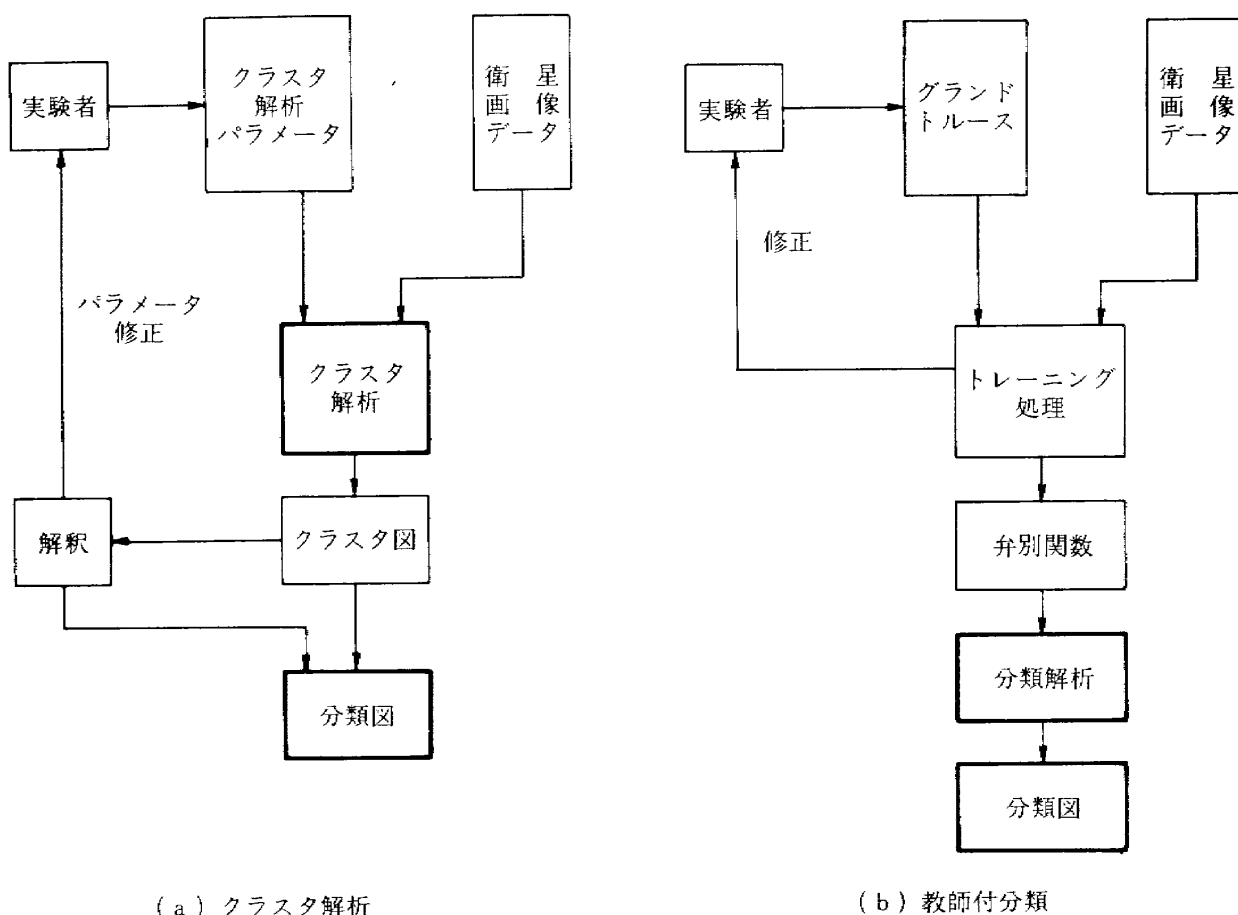 実験者
クラスタ
解析
パラメータ
衛星
画像
データ
パラメータ
修正
クラスタ
解析
解釈
クラスタ図
分類図
(a) クラスタ解析
実験者
グランド
トルース
衛星
画像
データ
修正
トレーニング
処理
弁別関数
分類解析
分類図
(b) 教師付分類